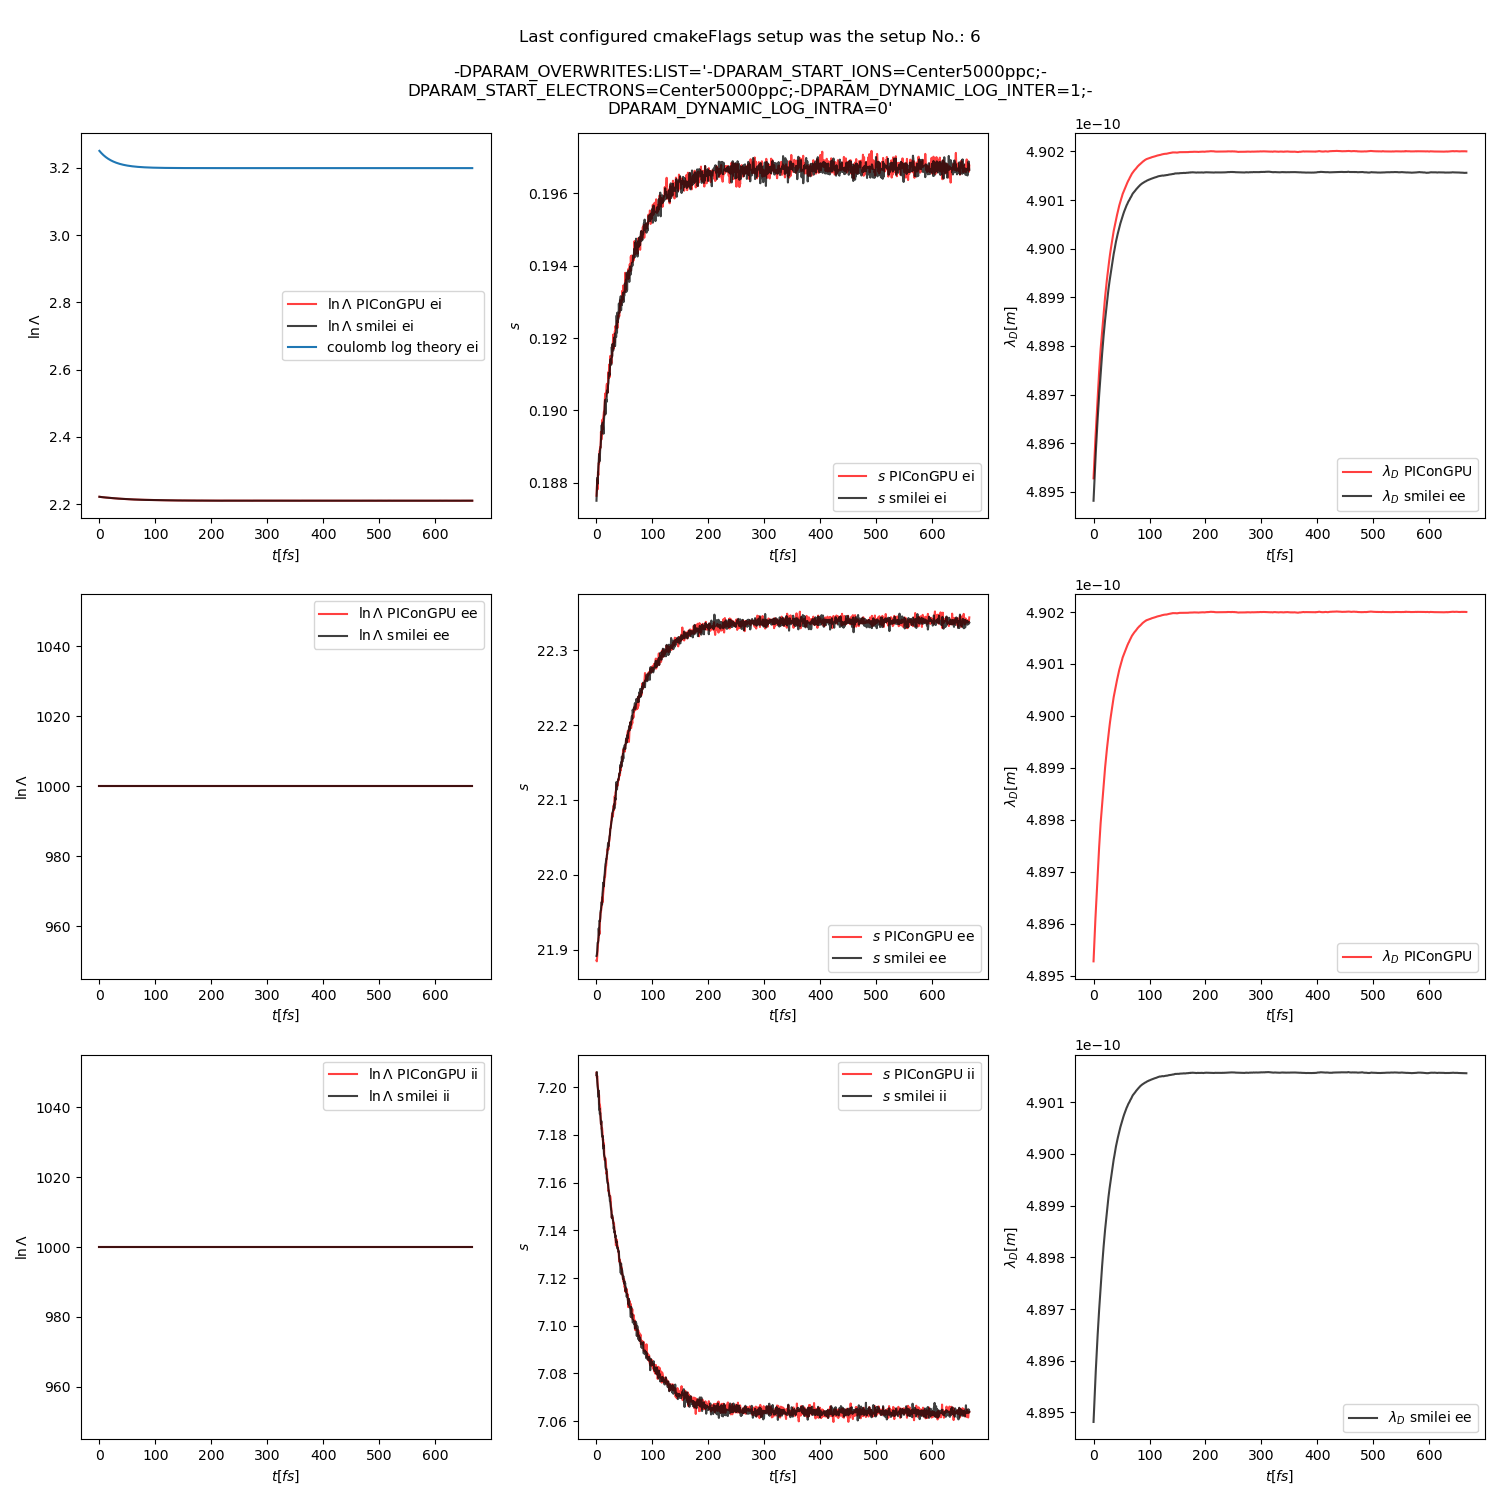 Last configured cmakeFlags setup was the setup No.: 6
-DPARAM_OVERWRITES:LIST='-DPARAM_START_IONS=Center5000ppc;-
DPARAM_START_ELECTRONS=Center5000ppc;-DPARAM_DYNAMIC_LOG_INTER=1;-
DPARAM_DYNAMIC_LOG_INTRA=0'
ln Λ
3.2
3.0
2.8
2.6
2.4
2.2
ln Λ PIConGPU ei
ln Λ smilei ei
coulomb log theory ei
0 100 200 300 400 500 600
t[fs]
s
0.196
0.194
0.192
0.190
0.188
s PIConGPU ei
s smilei ei
0 100 200 300 400 500 600
t[fs]
1e−10
λD[m]
4.902
4.901
4.900
4.899
4.898
4.897
4.896
4.895
λD PIConGPU
λD smilei ee
0 100 200 300 400 500 600
t[fs]
ln Λ
1040
1020
1000
980
960
ln Λ PIConGPU ee
ln Λ smilei ee
0 100 200 300 400 500 600
t[fs]
s
22.3
22.2
22.1
22.0
21.9
s PIConGPU ee
s smilei ee
0 100 200 300 400 500 600
t[fs]
1e−10
λD[m]
4.902
4.901
4.900
4.899
4.898
4.897
4.896
4.895
λD PIConGPU
0 100 200 300 400 500 600
t[fs]
ln Λ
1040
1020
1000
980
960
ln Λ PIConGPU ii
ln Λ smilei ii
0 100 200 300 400 500 600
t[fs]
s
7.20
7.18
7.16
7.14
7.12
7.10
7.08
7.06
s PIConGPU ii
s smilei ii
0 100 200 300 400 500 600
t[fs]
1e−10
λD[m]
4.901
4.900
4.899
4.898
4.897
4.896
4.895
λD smilei ee
0 100 200 300 400 500 600
t[fs]